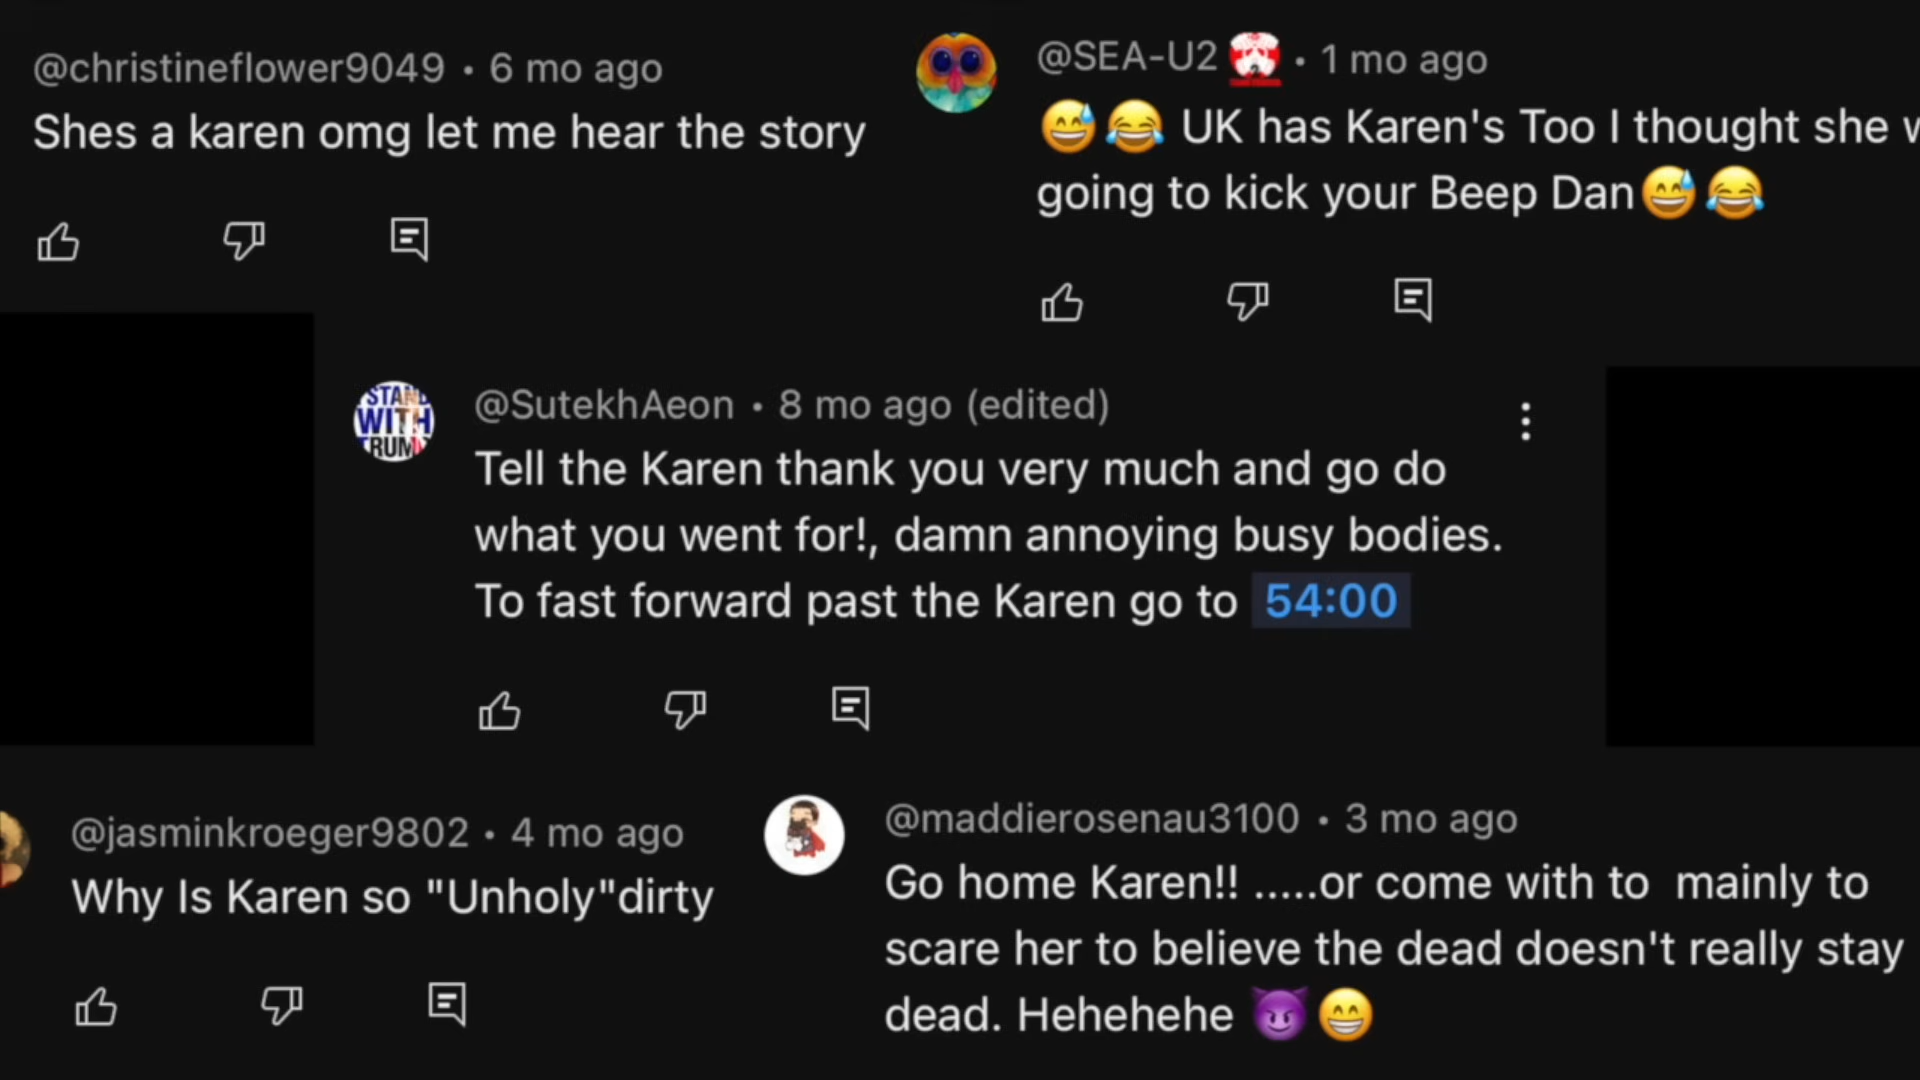 @christineflower9049 • 6 mo ago
Shes a karen omg let me hear the story
@SEA-U2 • 1 mo ago
😅😂 UK has Karen's Too I thought she
going to kick your Beep Dan😅😂
STAND
WITH
TRUMP
@SutekhAeon • 8 mo ago (edited)
Tell the Karen thank you very much and go do
what you went for!, damn annoying busy bodies.
To fast forward past the Karen go to 54:00
@jasminkroeger9802 • 4 mo ago
Why Is Karen so "Unholy"dirty
@maddierosenau3100 • 3 mo ago
Go home Karen!! .....or come with to  mainly to
scare her to believe the dead doesn't really stay
dead. Hehehehe 😈😁